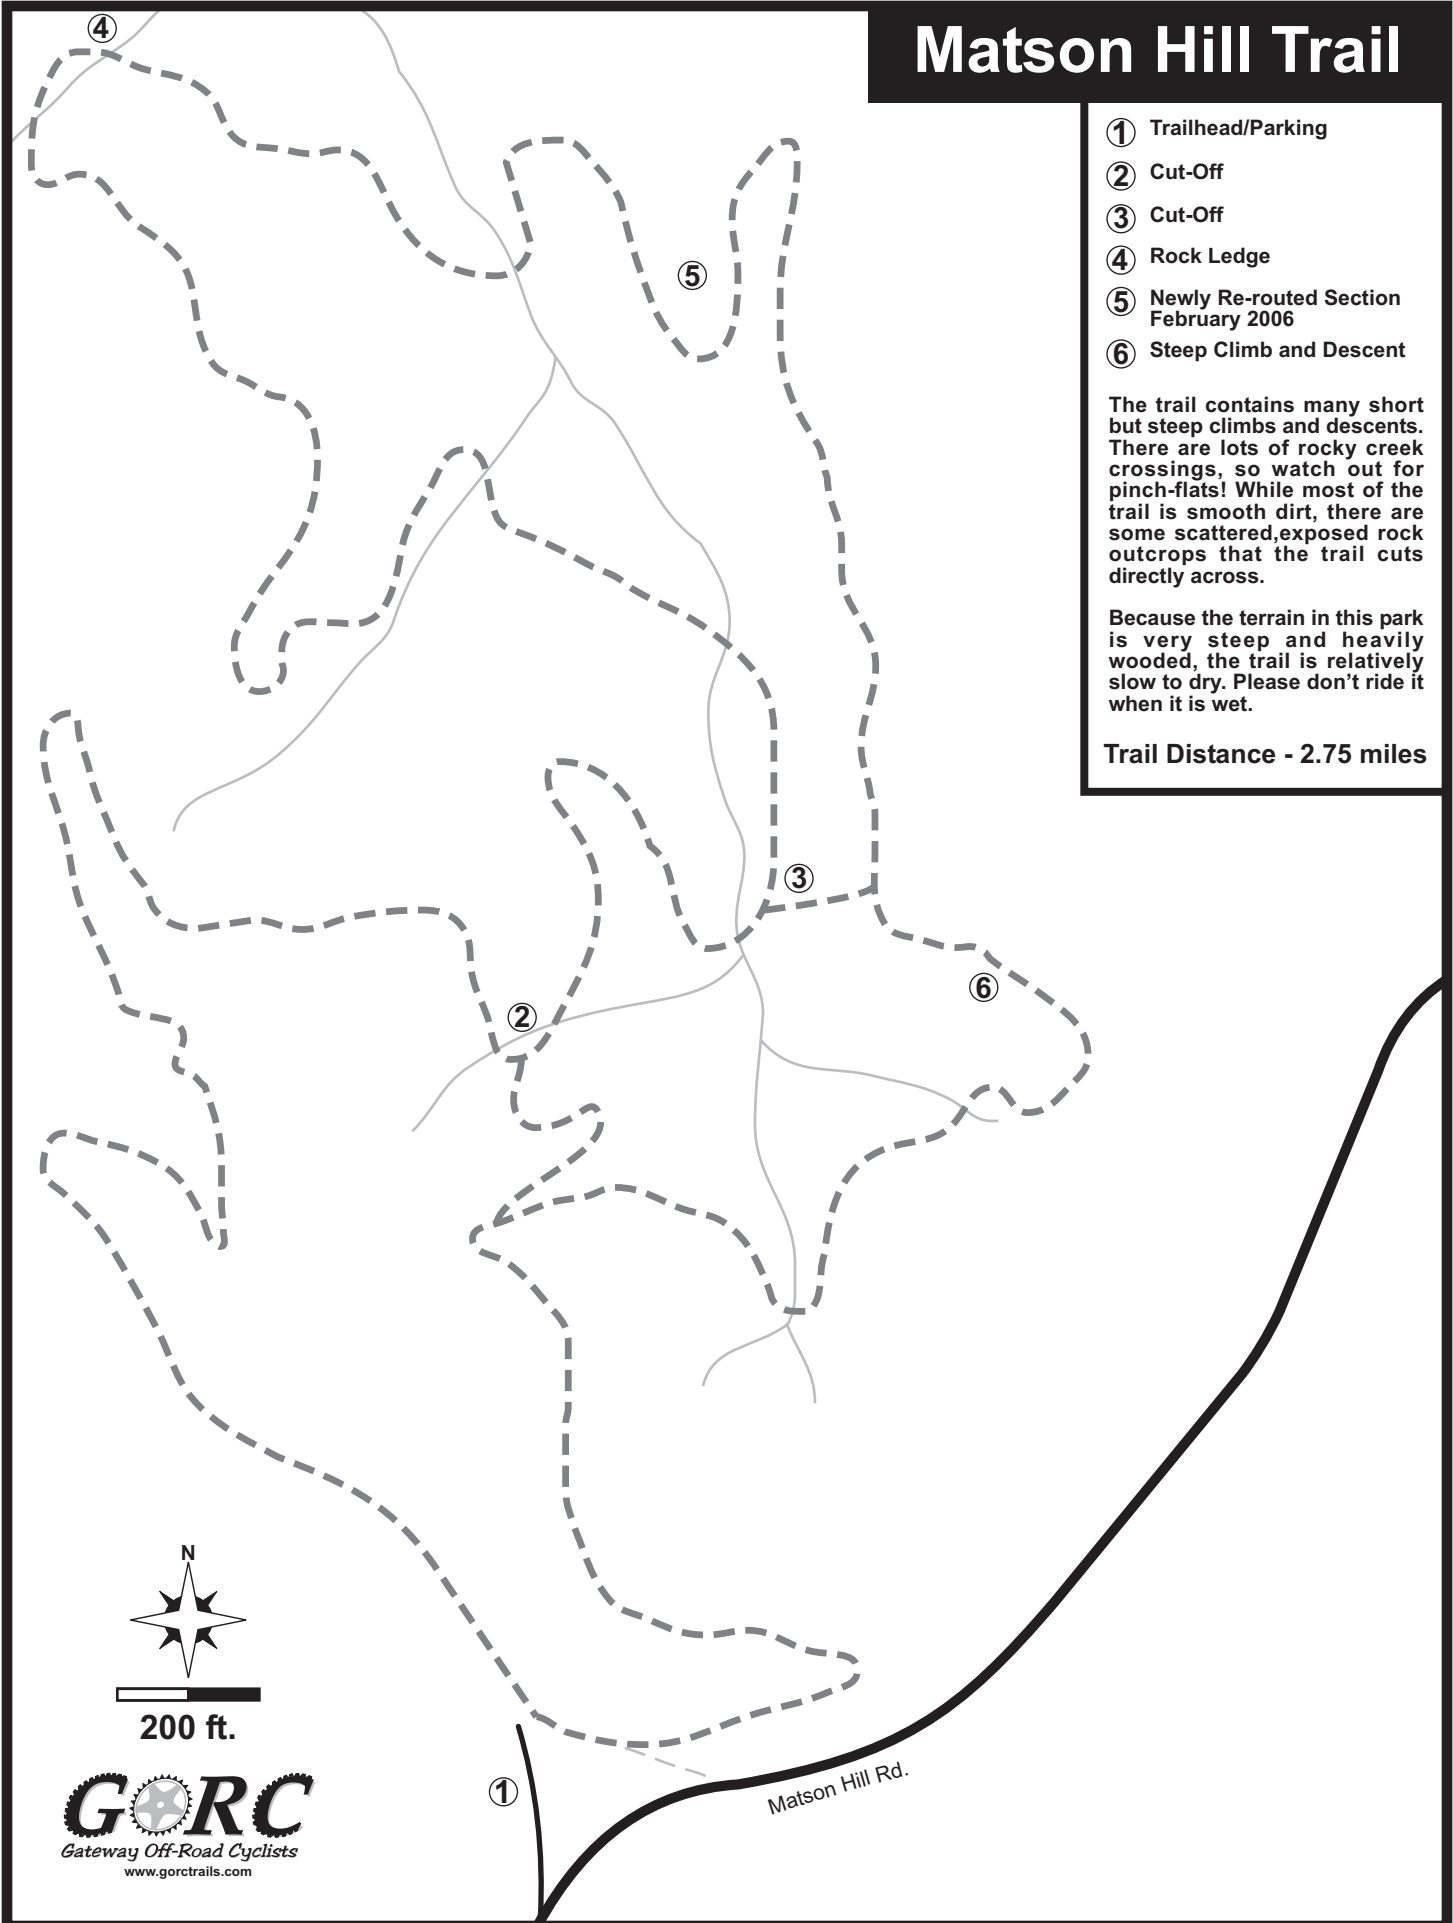 Matson Hill Trail
① Trailhead/Parking
② Cut-Off
③ Cut-Off
④ Rock Ledge
⑤ Newly Re-routed Section
February 2006
⑥ Steep Climb and Descent
The trail contains many short
but steep climbs and descents.
There are lots of rocky creek
crossings, so watch out for
pinch-flats! While most of the
trail is smooth dirt, there are
some scattered,exposed rock
outcrops that the trail cuts
directly across.
Because the terrain in this park
is very steep and heavily
wooded, the trail is relatively
slow to dry. Please don't ride it
when it is wet.
Trail Distance - 2.75 miles
④
⑤
③
⑥
②
①
Matson Hill Rd.
N
200 ft.
GORC
Gateway Off-Road Cyclists
www.gorctrails.com